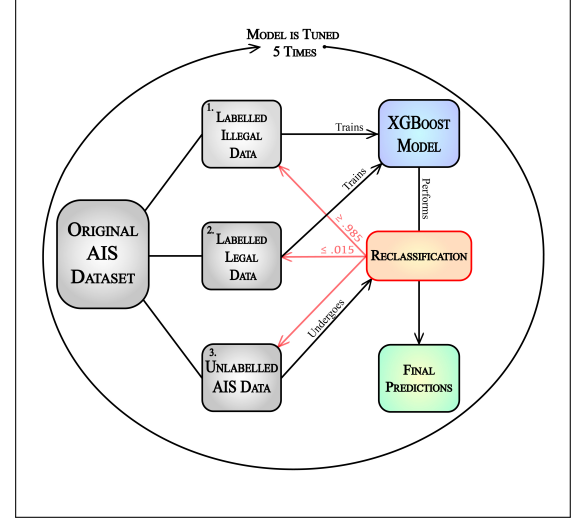 MODEL IS TUNED
5 TIMES
1.
LABELLED
ILLEGAL
DATA
Trains
XGBOOST
MODEL
Trains
Performs
≥ .985
ORIGINAL
AIS
DATASET
2.
LABELLED
LEGAL
DATA
≤ .015
RECLASSIFICATION
Undergoes
3.
UNLABELLED
AIS DATA
FINAL
PREDICTIONS